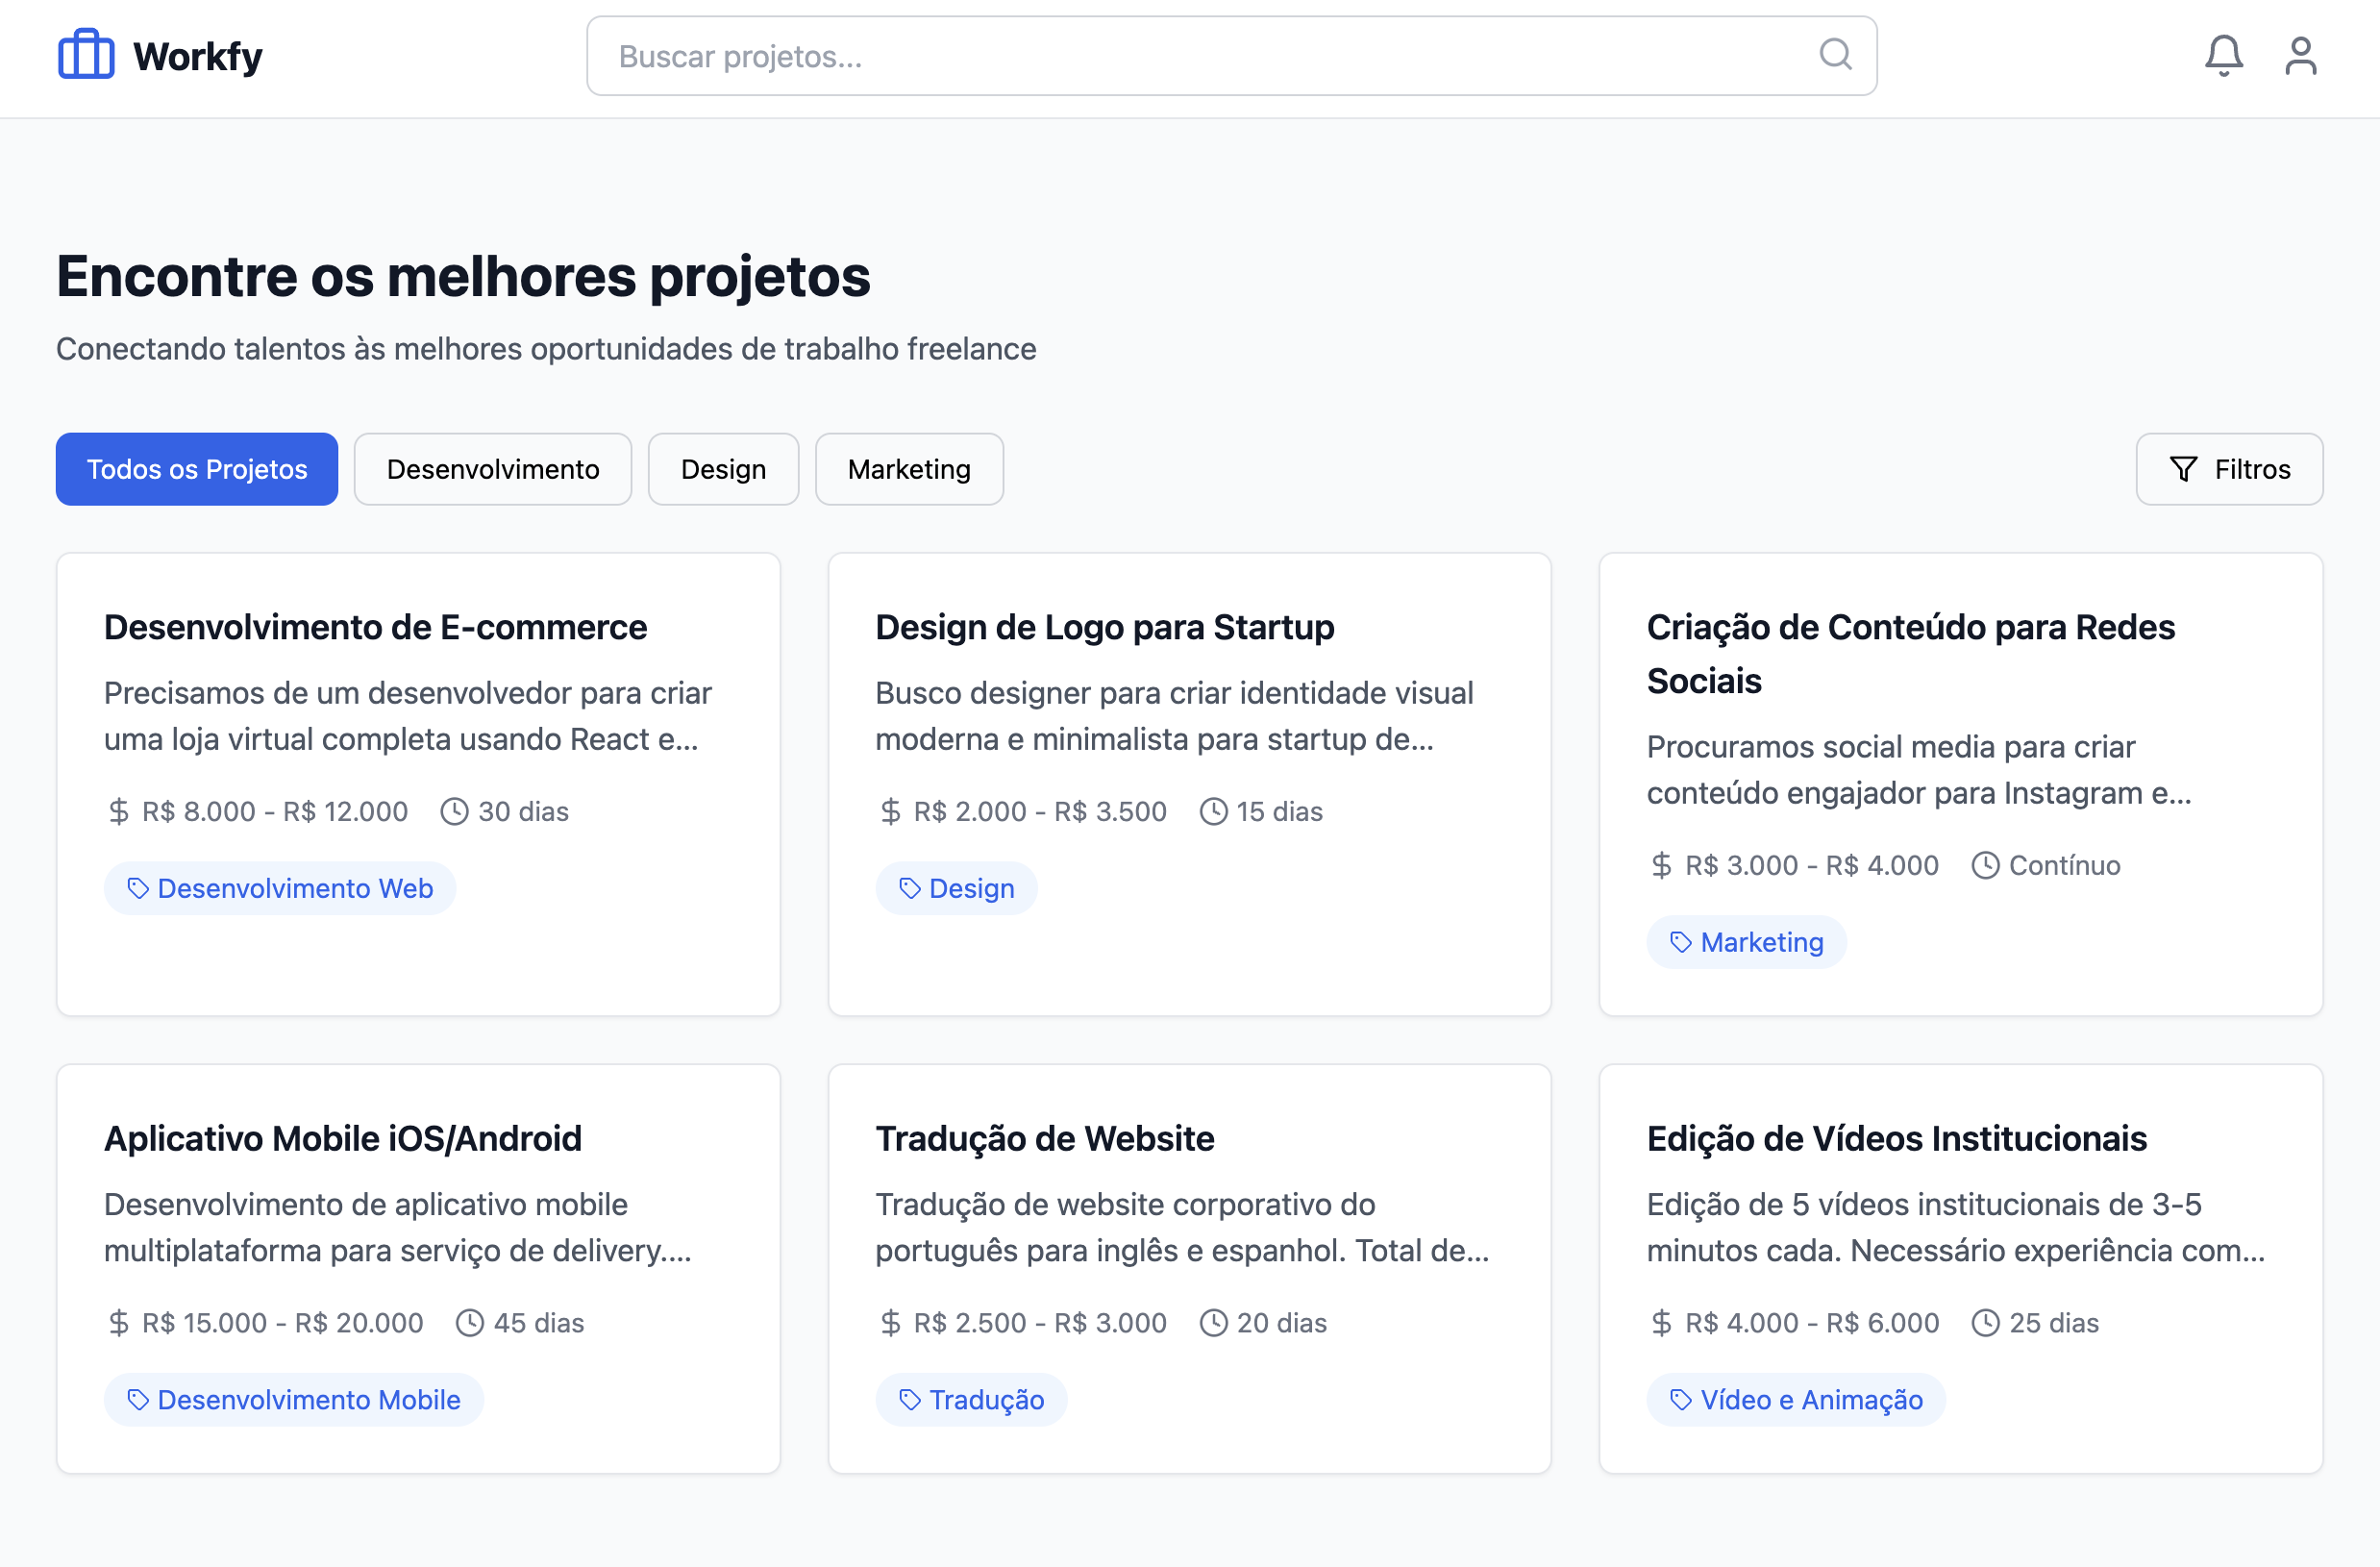 Workfy
Buscar projetos...
Encontre os melhores projetos
Conectando talentos às melhores oportunidades de trabalho freelance
Todos os Projetos
Desenvolvimento
Design
Marketing
Filtros
Desenvolvimento de E-commerce
Precisamos de um desenvolvedor para criar
uma loja virtual completa usando React e...
$ R$ 8.000 - R$ 12.000 30 dias
Desenvolvimento Web
Design de Logo para Startup
Busco designer para criar identidade visual
moderna e minimalista para startup de...
$ R$ 2.000 - R$ 3.500 15 dias
Design
Criação de Conteúdo para Redes
Sociais
Procuramos social media para criar
conteúdo engajador para Instagram e...
$ R$ 3.000 - R$ 4.000 Contínuo
Marketing
Aplicativo Mobile iOS/Android
Desenvolvimento de aplicativo mobile
multiplataforma para serviço de delivery....
$ R$ 15.000 - R$ 20.000 45 dias
Desenvolvimento Mobile
Tradução de Website
Tradução de website corporativo do
português para inglês e espanhol. Total de...
$ R$ 2.500 - R$ 3.000 20 dias
Tradução
Edição de Vídeos Institucionais
Edição de 5 vídeos institucionais de 3-5
minutos cada. Necessário experiência com...
$ R$ 4.000 - R$ 6.000 25 dias
Vídeo e Animação